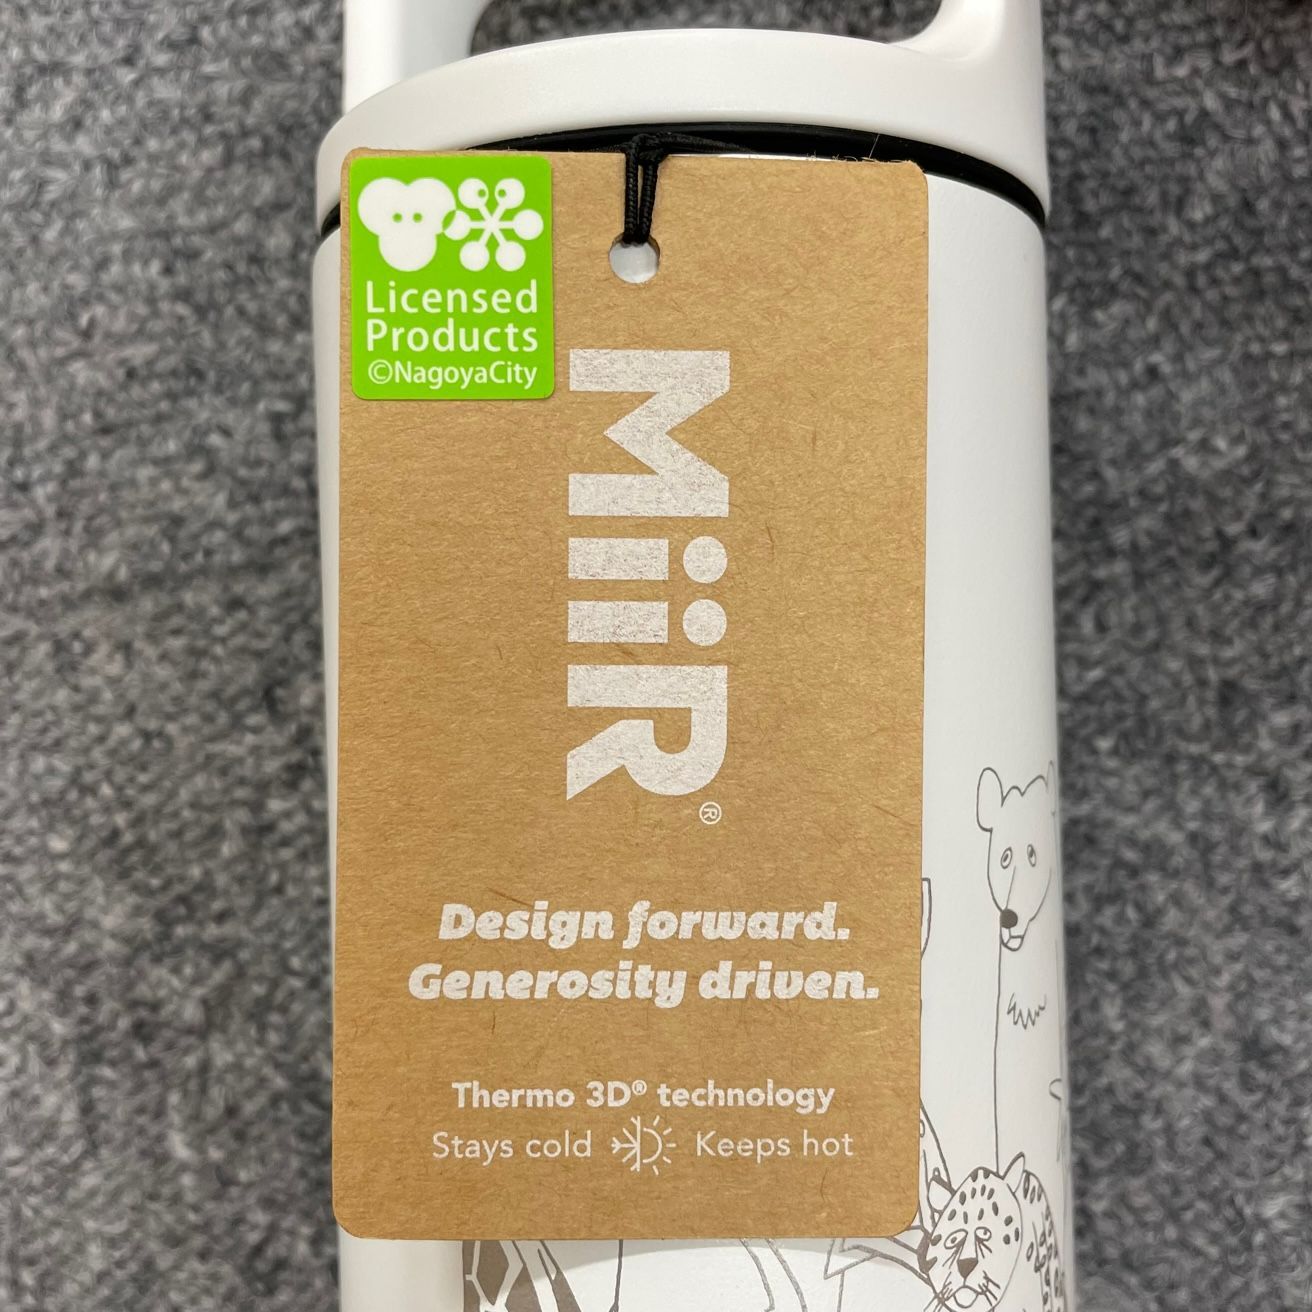 Licensed
Products
©NagoyaCity
MiiR®
Design forward.
Generosity driven.
Thermo 3D® technology
Stays cold Keeps hot